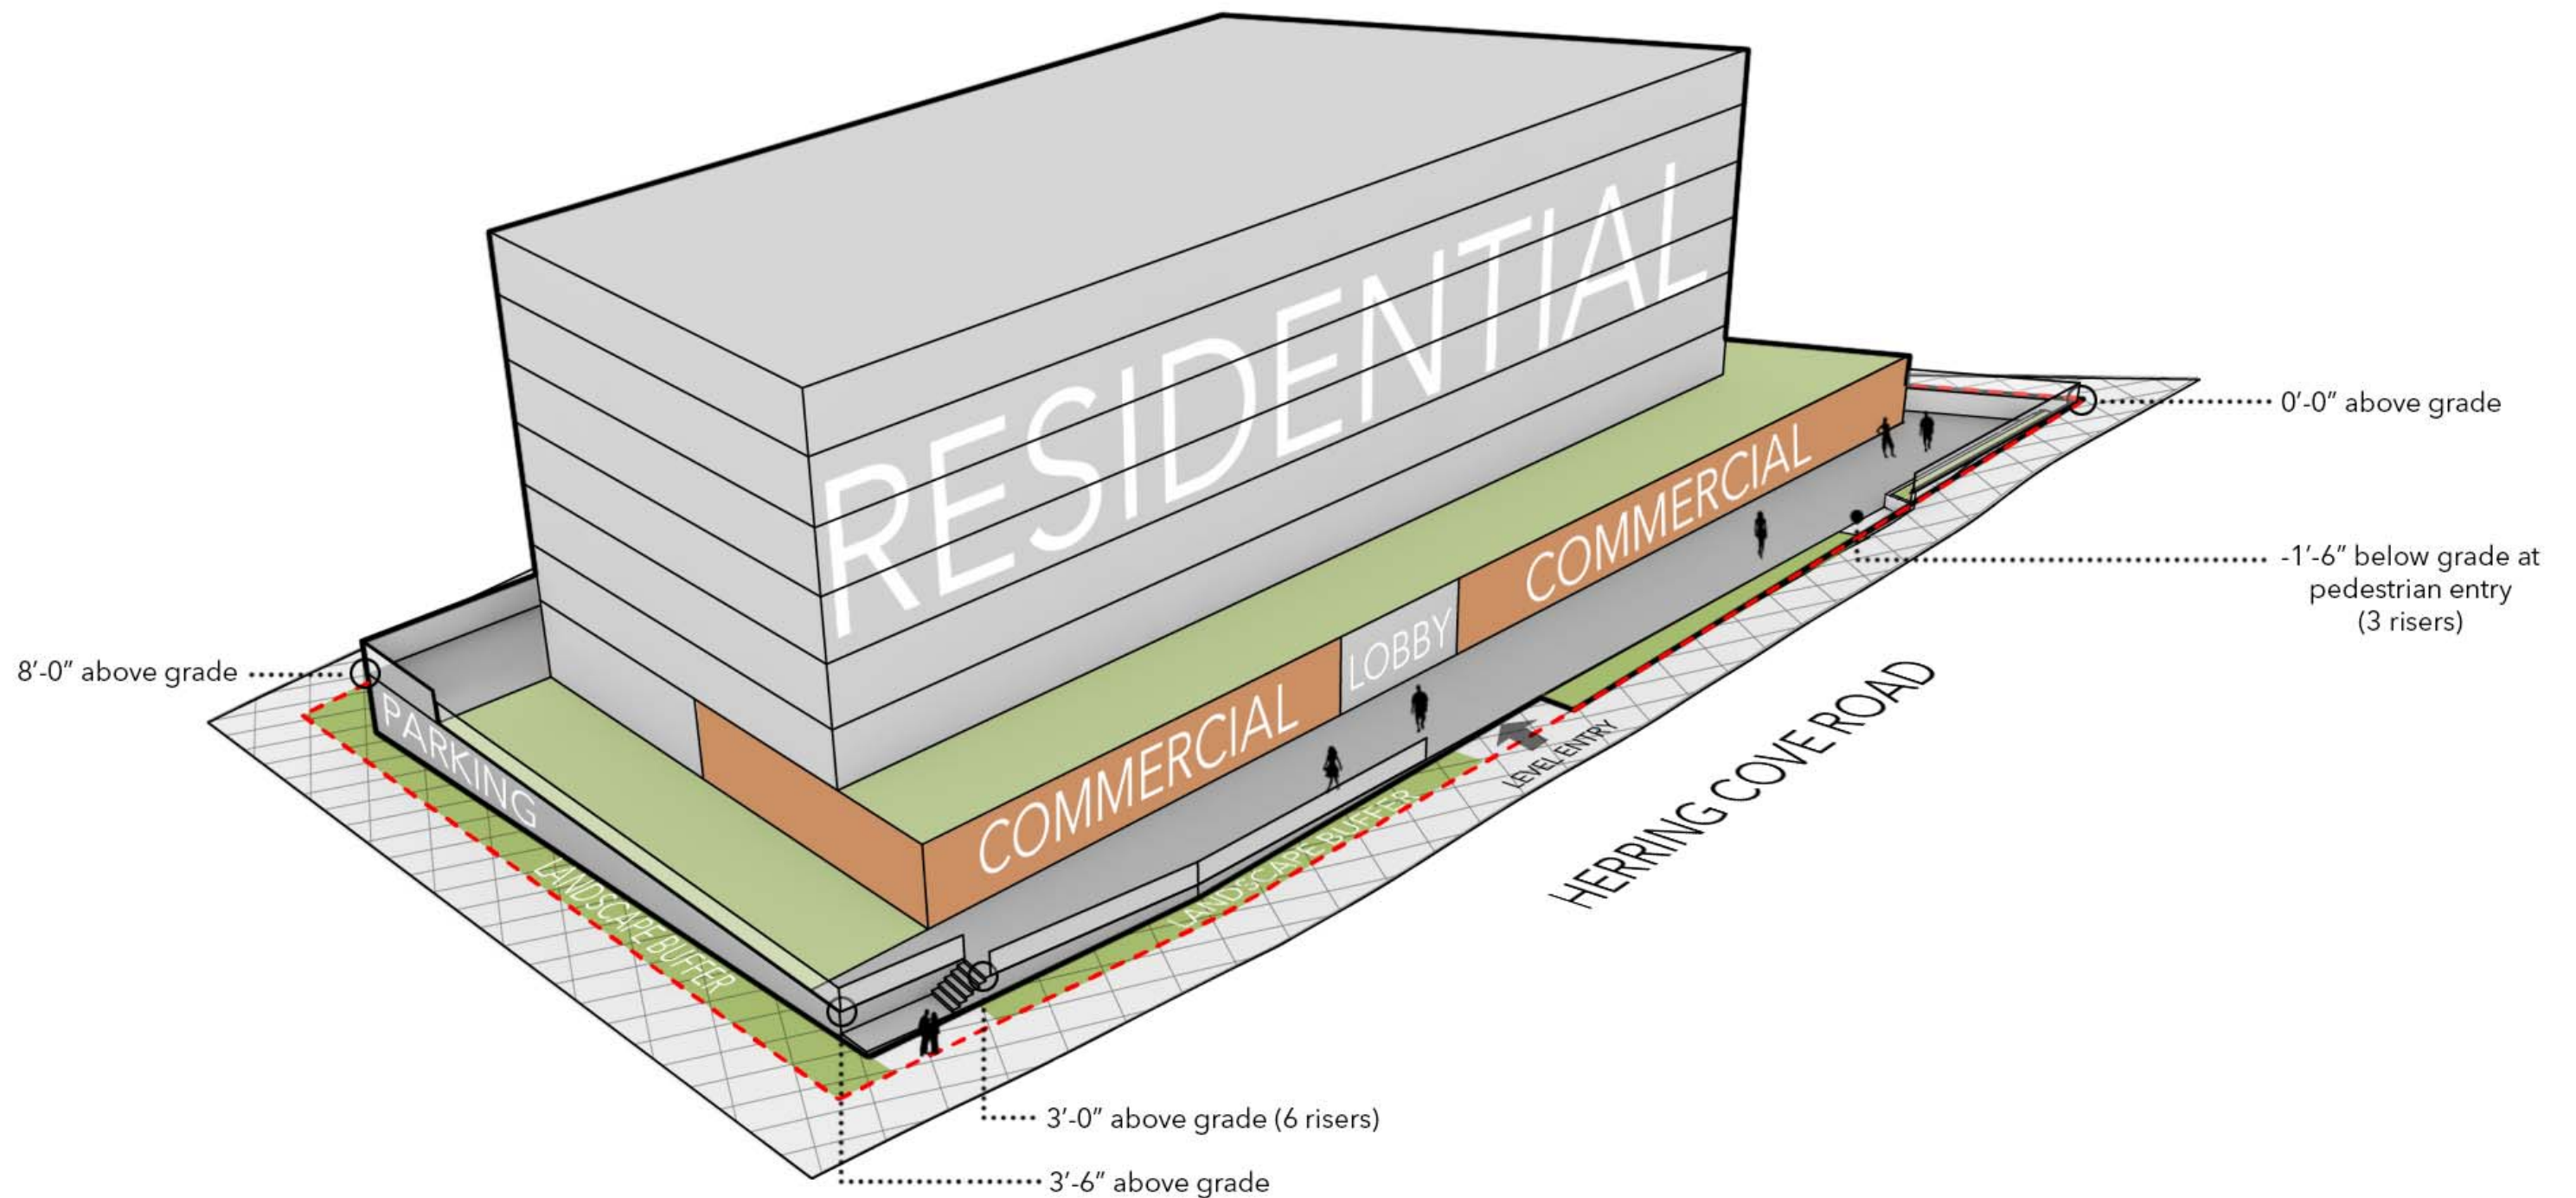 RESIDENTIAL
0'-0" above grade
COMMERCIAL
-1'-6" below grade at
pedestrian entry
(3 risers)
LOBBY
8'-0" above grade
PARKING
COMMERCIAL
LEVEL ENTRY
HERRING COVE ROAD
LANDSCAPE BUFFER
LANDSCAPE BUFFER
3'-0" above grade (6 risers)
3'-6" above grade